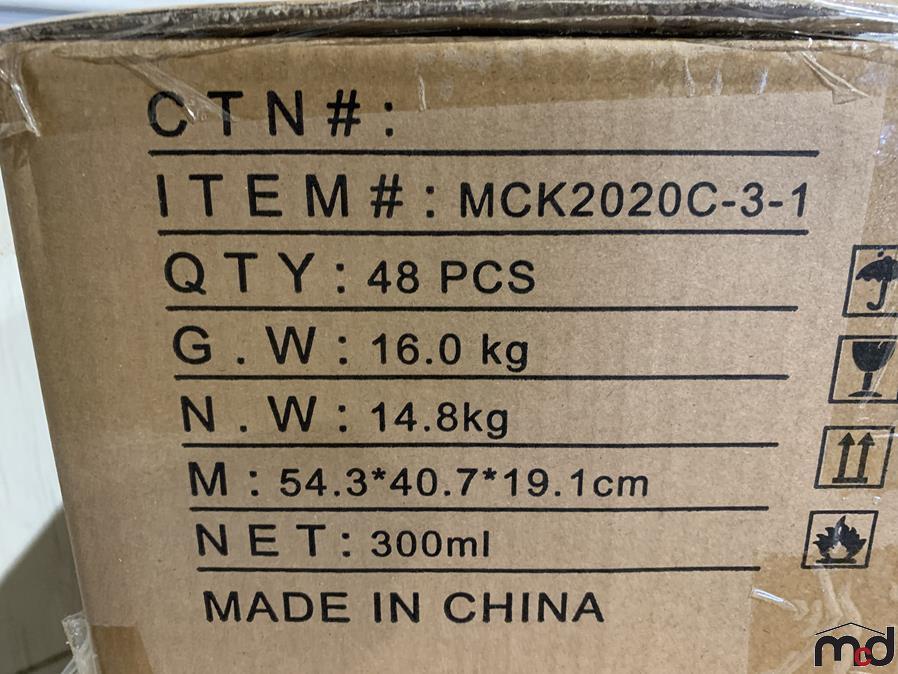 CTN#:
ITEM#: MCK2020C-3-1
QTY: 48 PCS
G.W: 16.0 kg
N.W: 14.8kg
M: 54.3*40.7*19.1cm
NET: 300ml
MADE IN CHINA
mcd